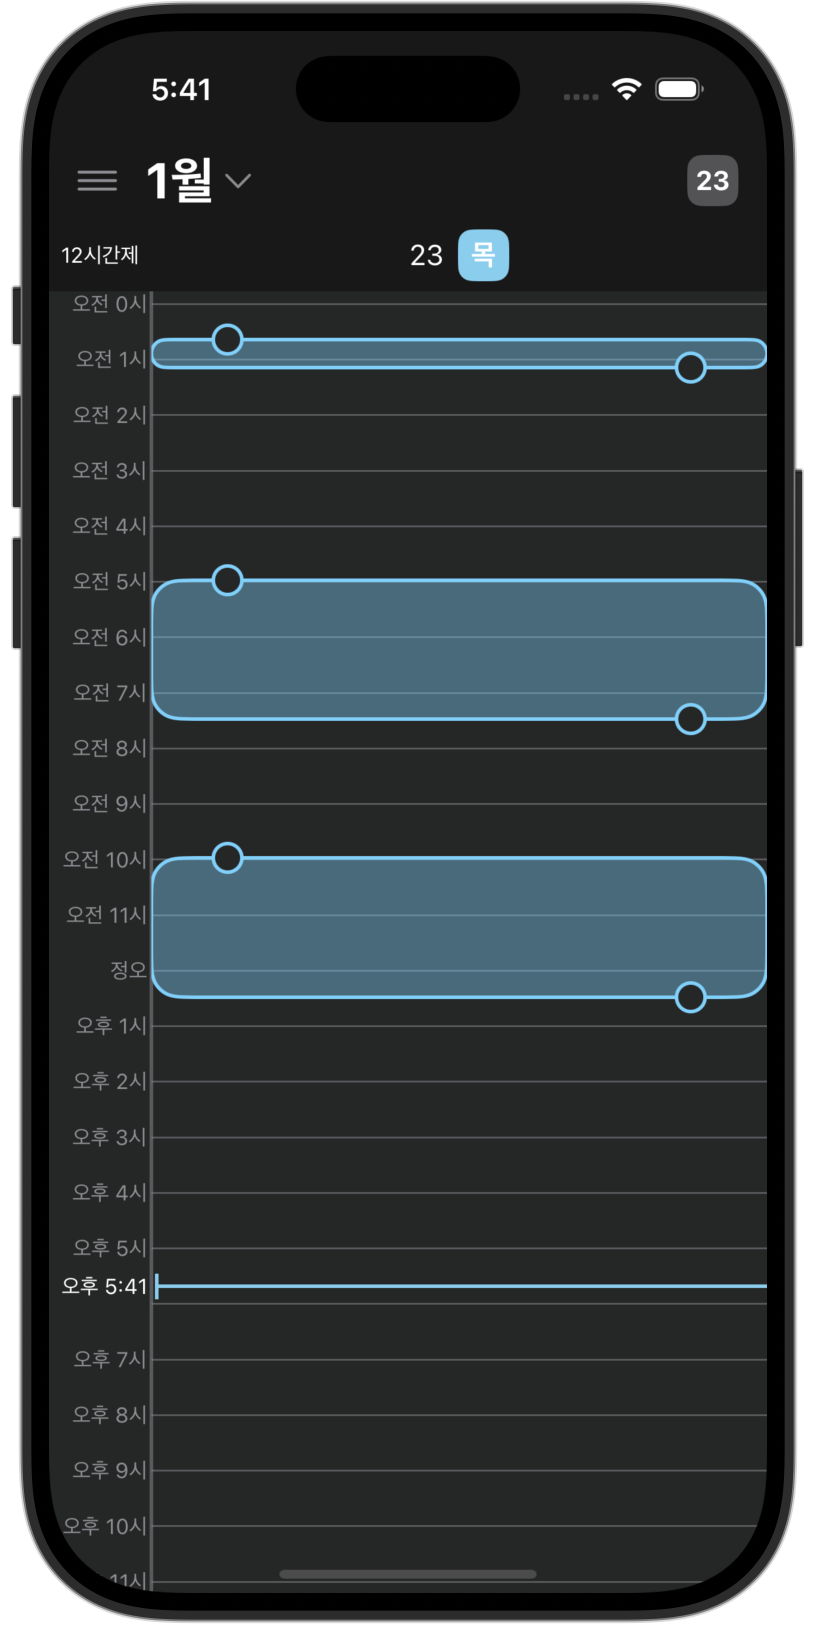 5:41
1월
23
12시간제
23 목
오전 0시
오전 1시
오전 2시
오전 3시
오전 4시
오전 5시
오전 6시
오전 7시
오전 8시
오전 9시
오전 10시
오전 11시
정오
오후 1시
오후 2시
오후 3시
오후 4시
오후 5시
오후 5:41
오후 7시
오후 8시
오후 9시
오후 10시
11시